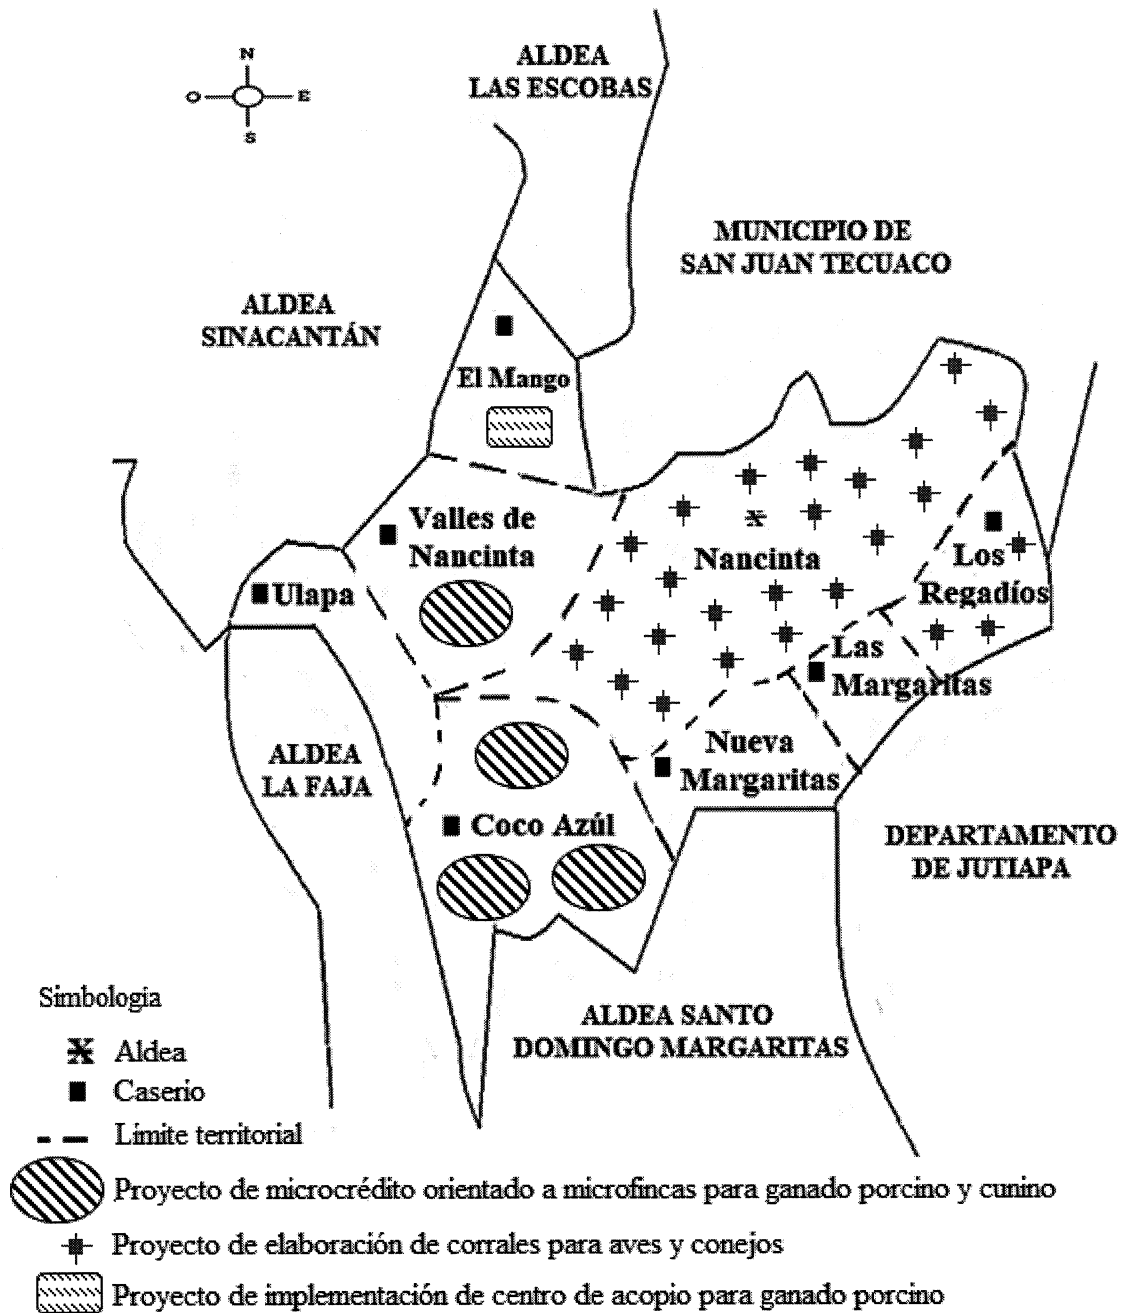 N
O
E
S
ALDEA
LAS ESCOBAS
MUNICIPIO DE
SAN JUAN TECUACO
ALDEA
SINACANTÁN
El Mango
Valles de
Nancinta
Nancinta
Los
Regadíos
Ulapa
Las
Margaritas
Nueva
Margaritas
ALDEA
LA FAJA
Coco Azúl
DEPARTAMENTO
DE JUTIAPA
ALDEA SANTO
DOMINGO MARGARITAS
Simbologia
Aldea
Caserio
Límite territorial
Proyecto de microcrédito orientado a microfincas para ganado porcino y cunino
Proyecto de elaboración de corrales para aves y conejos
Proyecto de implementación de centro de acopio para ganado porcino